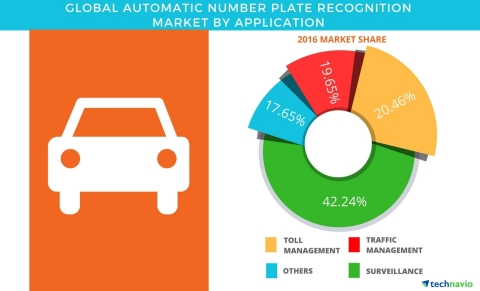 GLOBAL AUTOMATIC NUMBER PLATE RECOGNITION
MARKET BY APPLICATION
2016 MARKET SHARE
19.65%
20.46%
17.65%
42.24%
TOLL
MANAGEMENT
TRAFFIC
MANAGEMENT
OTHERS
SURVEILLANCE
technavio